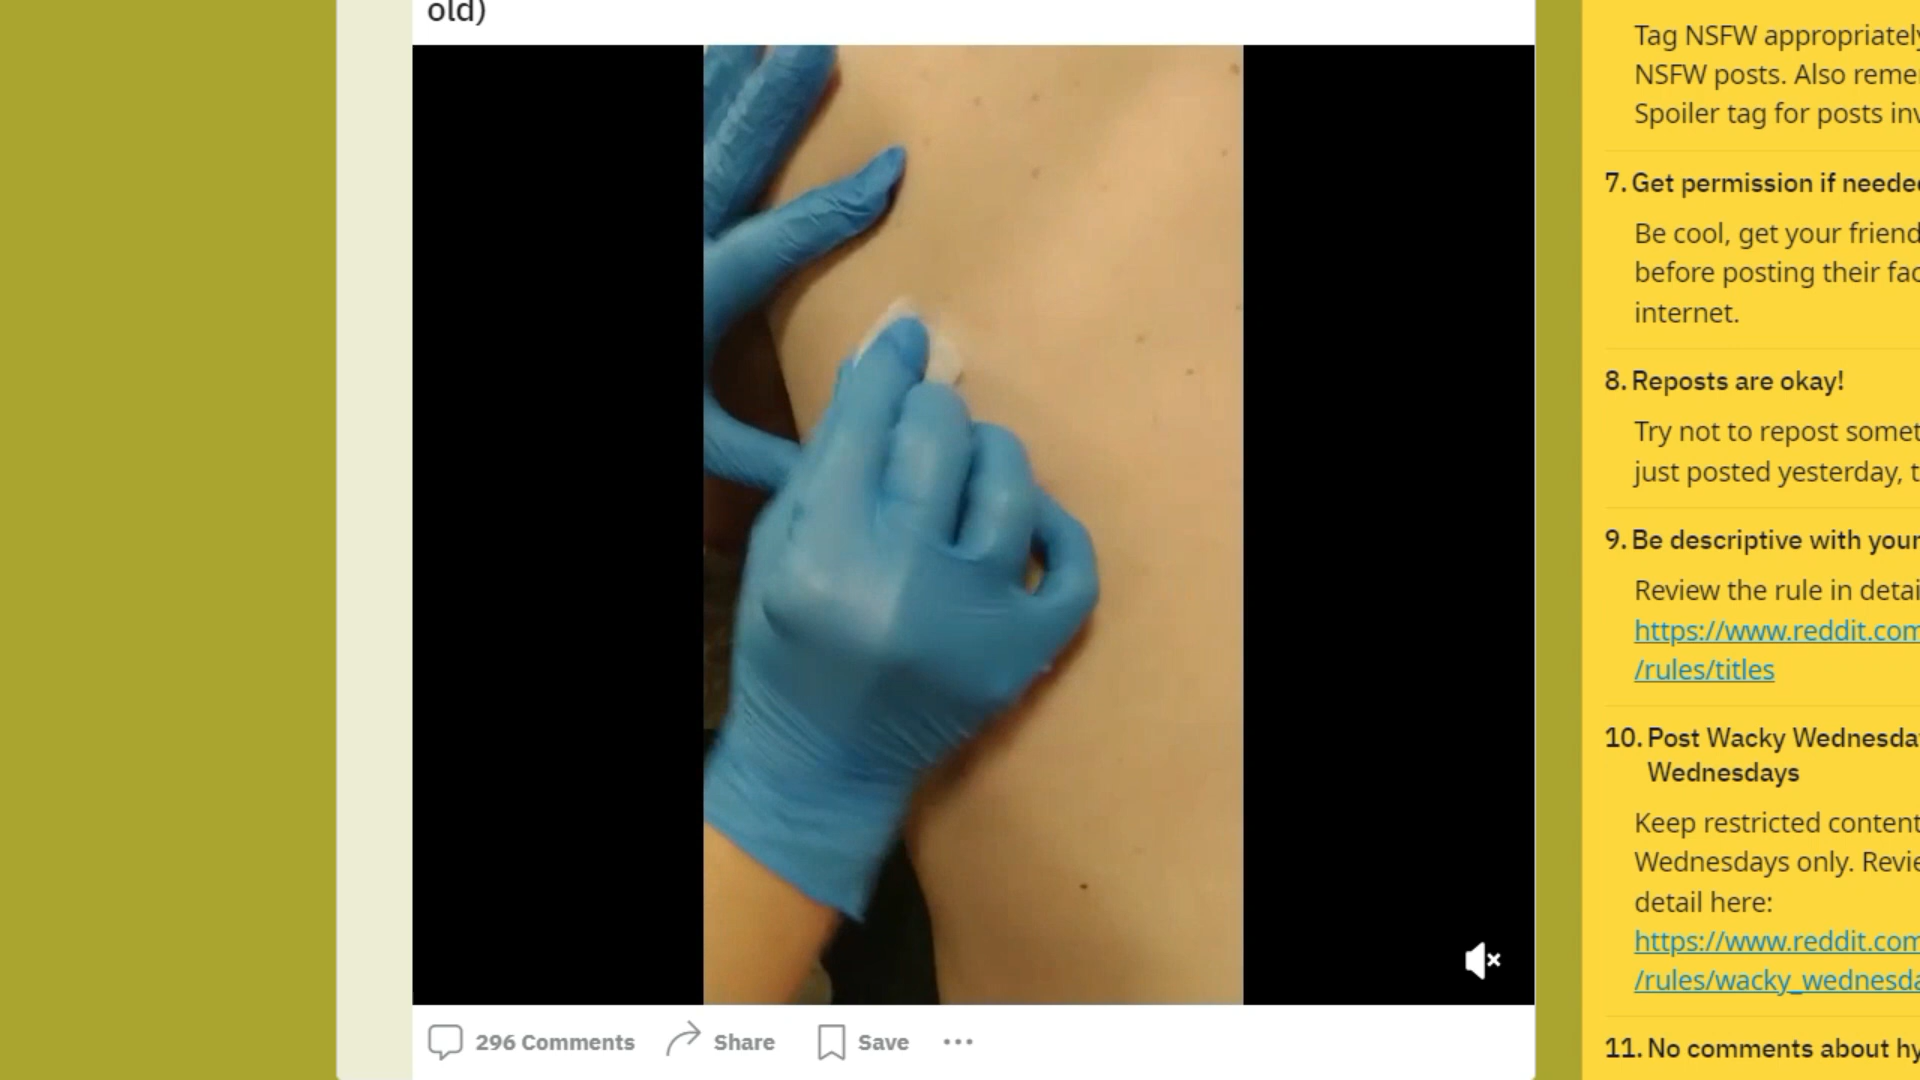 old)
Tag NSFW appropriately
NSFW posts. Also reme
Spoiler tag for posts inv
7. Get permission if needed
Be cool, get your friend
before posting their fac
internet.
8. Reposts are okay!
Try not to repost somet
just posted yesterday, t
9. Be descriptive with your
Review the rule in detai
https://www.reddit.com
/rules/titles
10. Post Wacky Wednesda
Wednesdays
Keep restricted content
Wednesdays only. Revie
detail here:
https://www.reddit.com
/rules/wacky_wednesda
11. No comments about hy
296 Comments Share Save